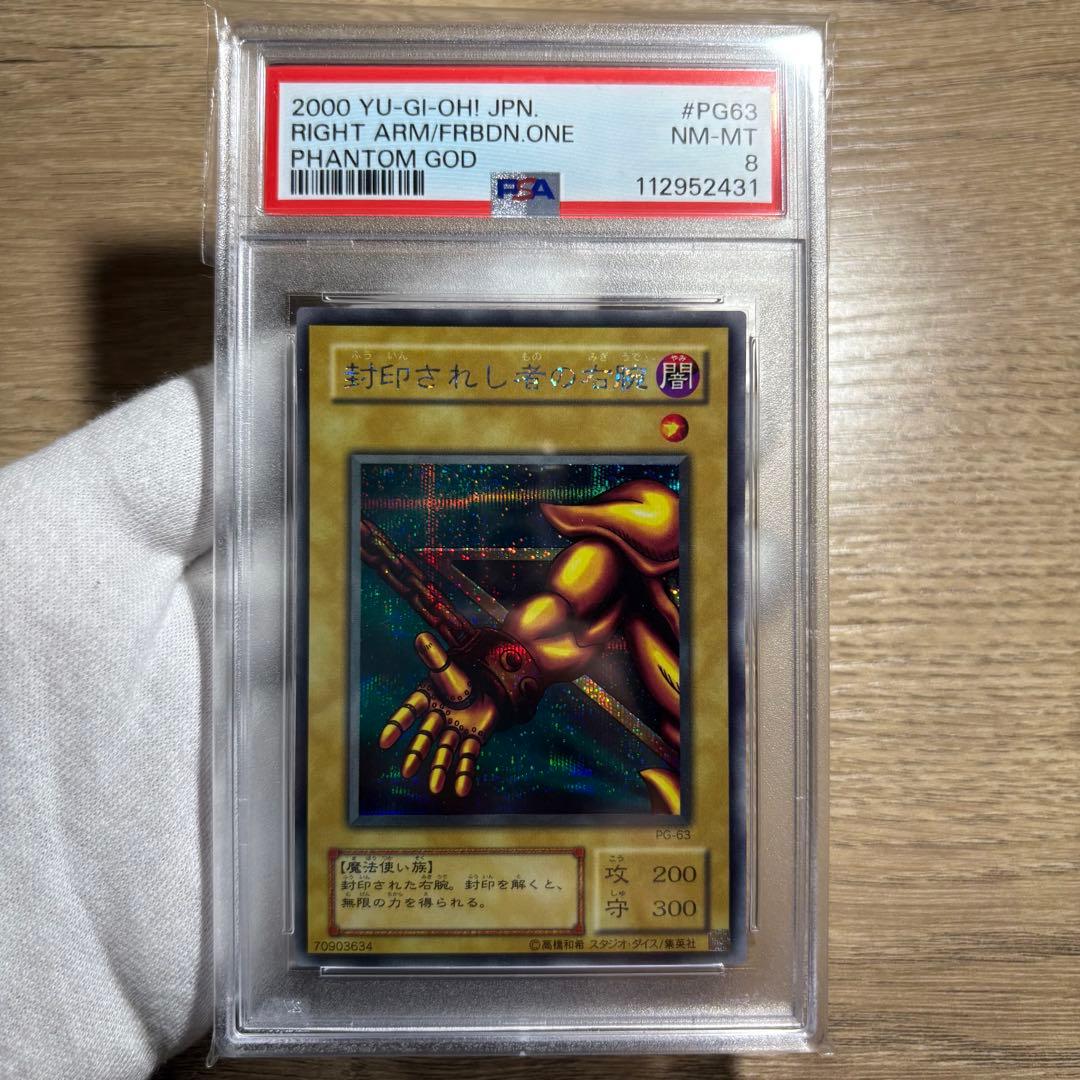 2000 YU-GI-OH! JPN. #PG63
RIGHT ARM/FRBDN.ONE NM-MT
PHANTOM GOD 8
PSA 112952431
ふういん もの みぎうで
封印されし者の右腕
やみ
闇
PG-63
【魔法使い族】
封印された右腕。封印を解くと、
無限の力を得られる。
こう
攻 200
しゅ
守 300
70903634 ©高橋和希 スタジオ・ダイス/集英社